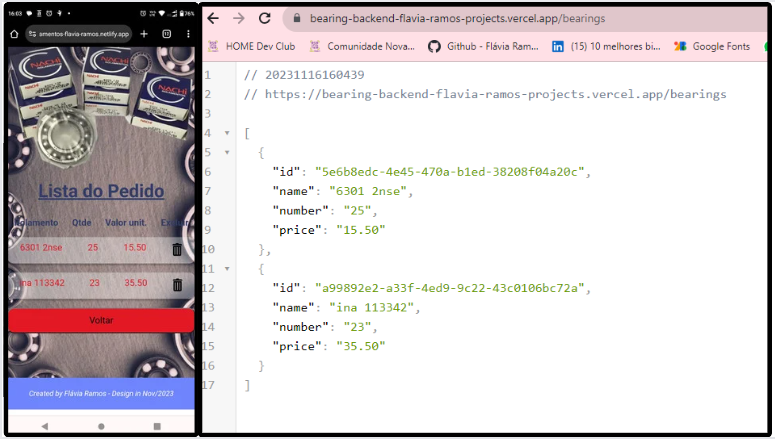 16:03
76%
amentos-flavia-ramos.netlify.app
12
NACHI
NACHI
NACHI
Lista do Pedido
olamento Qtde Valor unit. Ex
6301 2nse 25 15.50
ina 113342 23 35.50
Voltar
Created by Flávia Ramos - Design in Nov/2023
bearing-backend-flavia-ramos-projects.vercel.app/bearings
HOME Dev Club
Comunidade Nova...
Github - Flávia Ram...
(15) 10 melhores bi...
Google Fonts
1 // 20231116160439
2 // https://bearing-backend-flavia-ramos-projects.vercel.app/bearings
3
4 [
5 {
6 "id": "5e6b8edc-4e45-470a-b1ed-38208f04a20c",
7 "name": "6301 2nse",
8 "number": "25",
9 "price": "15.50"
10 },
11 {
12 "id": "a99892e2-a33f-4ed9-9c22-43c0106bc72a",
13 "name": "ina 113342",
14 "number": "23",
15 "price": "35.50"
16 }
17 ]